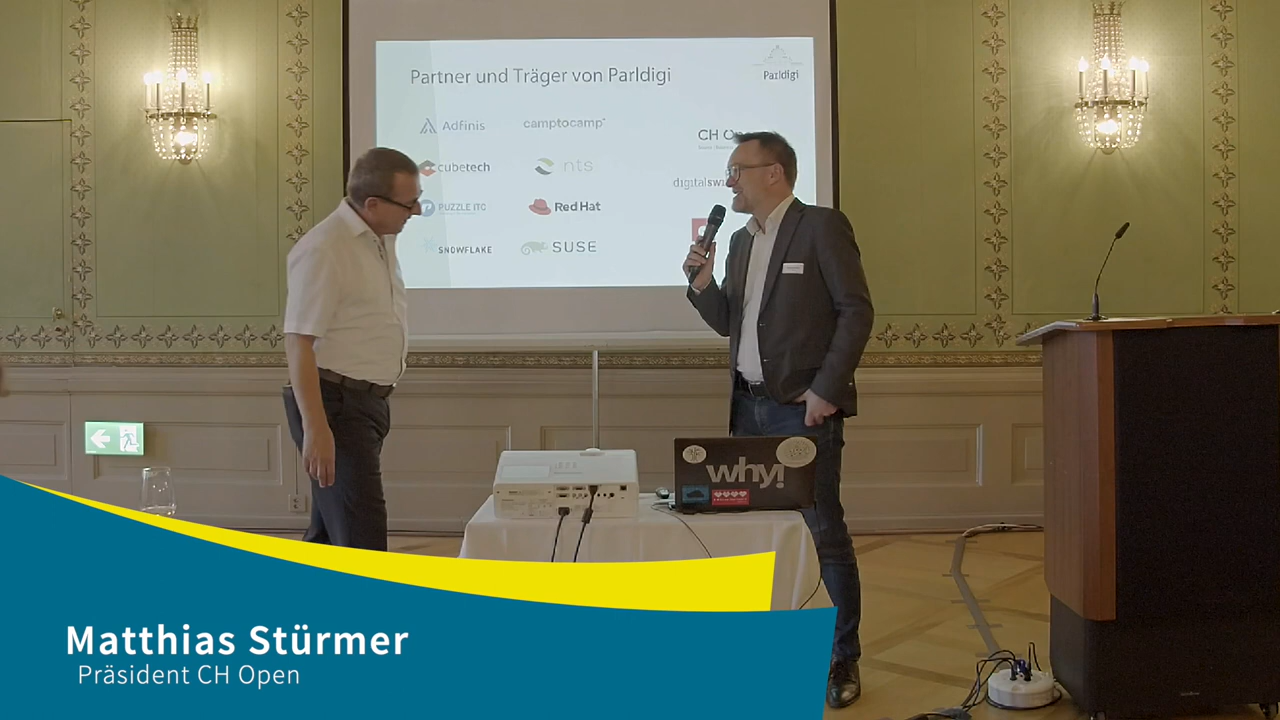 Partner und Träger von Parldigi
Parldigi
Adfinis
camptocamp
CH
cubetech
nts
digitalswi
PUZZLE ITC
Red Hat
SNOWFLAKE
SUSE
why!
Matthias Stürmer
Präsident CH Open